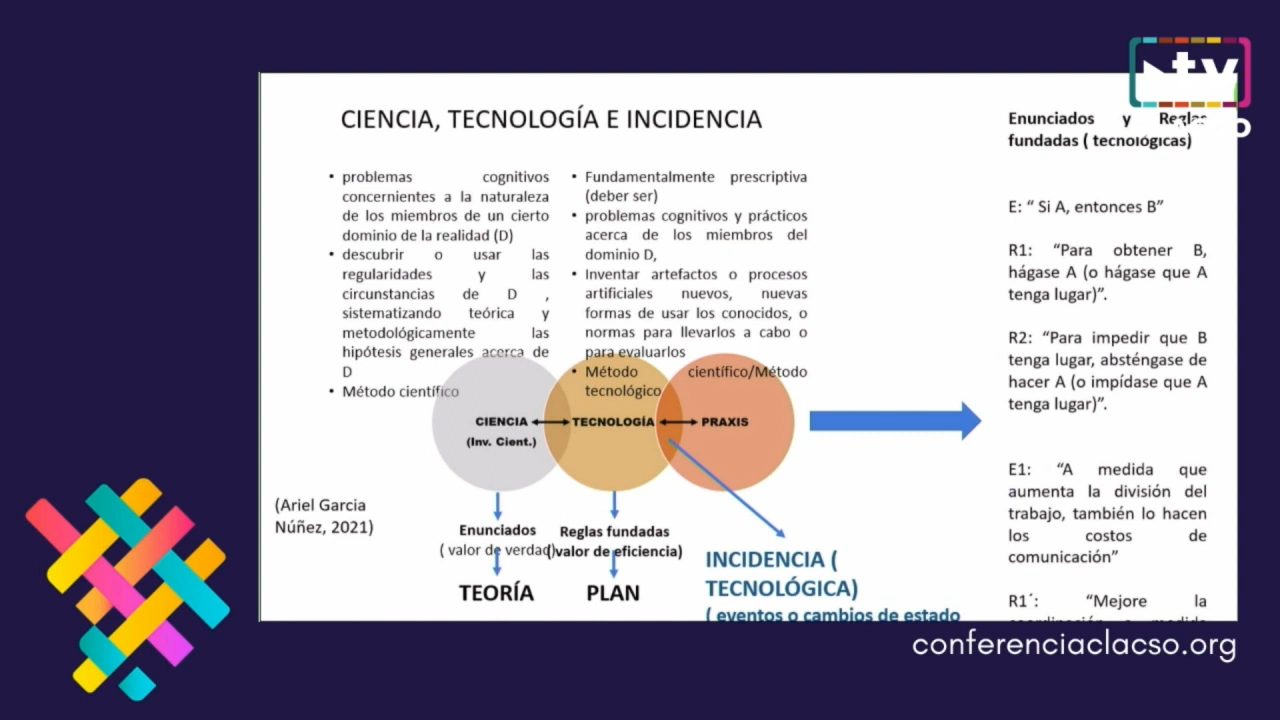 tv
CIENCIA, TECNOLOGÍA E INCIDENCIA
• problemas cognitivos
concernientes a la naturaleza
de los miembros de un cierto
dominio de la realidad (D)
• descubrir o usar las
regularidades y las
circunstancias de D ,
sistematizando teórica y
metodológicamente las
hipótesis generales acerca de
D
• Método científico
• Fundamentalmente prescriptiva
(deber ser)
• problemas cognitivos y prácticos
acerca de los miembros del
dominio D,
• Inventar artefactos o procesos
artificiales nuevos, nuevas
formas de usar los conocidos, o
normas para llevarlos a cabo o
para evaluarlos
• Método científico/Método
tecnológico
CIENCIA
(Inv. Cient.)
TECNOLOGÍA
PRAXIS
(Ariel Garcia
Núñez, 2021)
Enunciados
( valor de verdad)
TEORÍA
Reglas fundadas
(valor de eficiencia)
PLAN
INCIDENCIA (
TECNOLÓGICA)
( eventos o cambios de estado
Enunciados y Reglas
fundadas ( tecnológicas)
E: “ Si A, entonces B”
R1: “Para obtener B,
hágase A (o hágase que A
tenga lugar)”.
R2: “Para impedir que B
tenga lugar, absténgase de
hacer A (o impídase que A
tenga lugar)”.
E1: “A medida que
aumenta la división del
trabajo, también lo hacen
los costos de
comunicación”
R1´: “Mejore la
conferenciaclacso.org